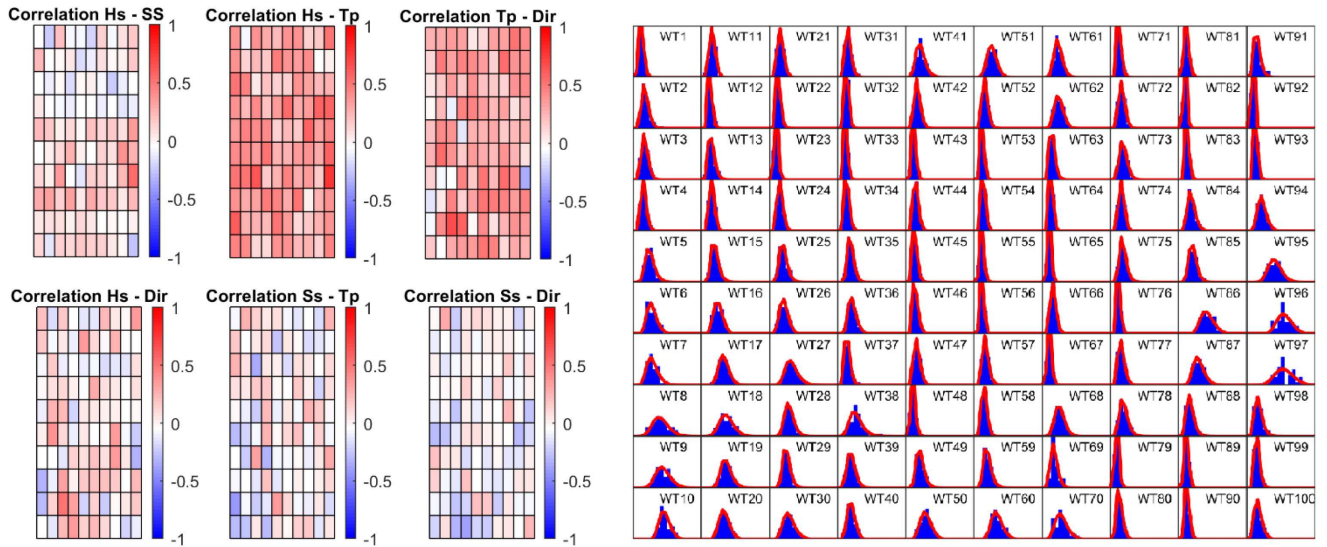 Correlation Hs - SS
1
0.5
0
-0.5
-1
Correlation Hs - Tp
1
0.5
0
-0.5
-1
Correlation Tp - Dir
1
0.5
0
-0.5
-1
Correlation Hs - Dir
1
0.5
0
-0.5
-1
Correlation Ss - Tp
1
0.5
0
-0.5
-1
Correlation Ss - Dir
1
0.5
0
-0.5
-1
WT1 WT11 WT21 WT31 WT41 WT51 WT61 WT71 WT81 WT91
WT2 WT12 WT22 WT32 WT42 WT52 WT62 WT72 WT82 WT92
WT3 WT13 WT23 WT33 WT43 WT53 WT63 WT73 WT83 WT93
WT4 WT14 WT24 WT34 WT44 WT54 WT64 WT74 WT84 WT94
WT5 WT15 WT25 WT35 WT45 WT55 WT65 WT75 WT85 WT95
WT6 WT16 WT26 WT36 WT46 WT56 WT66 WT76 WT86 WT96
WT7 WT17 WT27 WT37 WT47 WT57 WT67 WT77 WT87 WT97
WT8 WT18 WT28 WT38 WT48 WT58 WT68 WT78 WT88 WT98
WT9 WT19 WT29 WT39 WT49 WT59 WT69 WT79 WT89 WT99
WT10 WT20 WT30 WT40 WT50 WT60 WT70 WT80 WT90 WT100